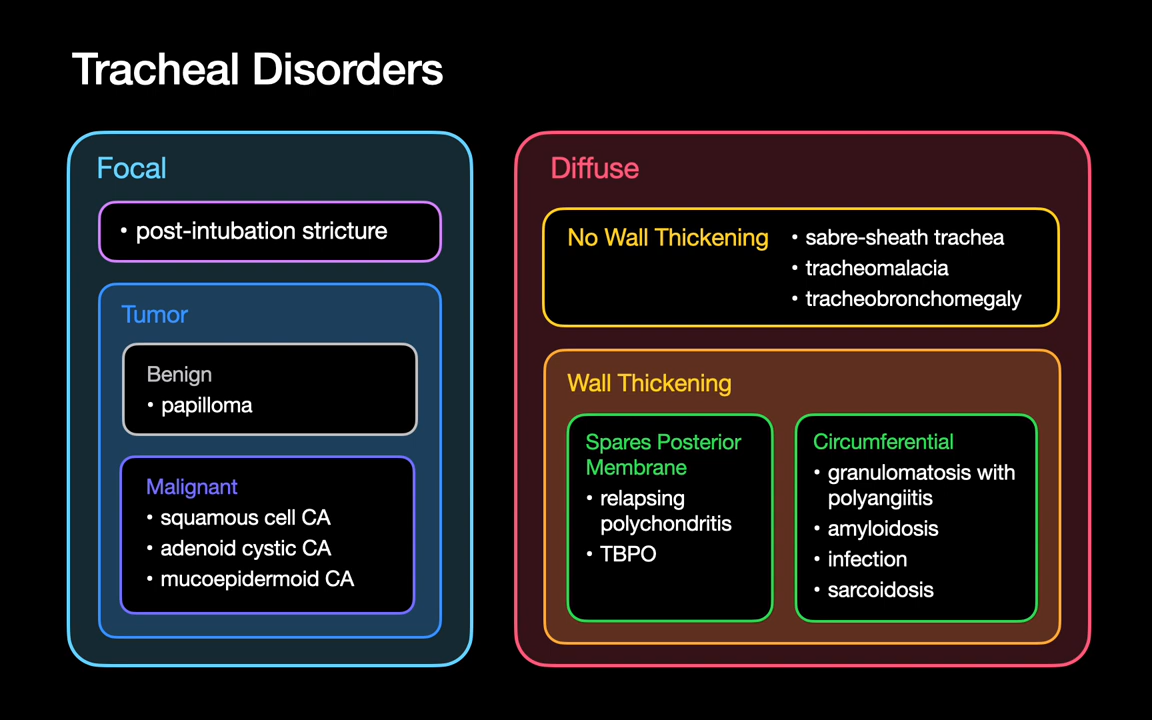 Tracheal Disorders
Focal
• post-intubation stricture
Tumor
Benign
• papilloma
Malignant
• squamous cell CA
• adenoid cystic CA
• mucoepidermoid CA
Diffuse
No Wall Thickening
• sabre-sheath trachea
• tracheomalacia
• tracheobronchomegaly
Wall Thickening
Spares Posterior
Membrane
• relapsing
polychondritis
• TBPO
Circumferential
• granulomatosis with
polyangiitis
• amyloidosis
• infection
• sarcoidosis